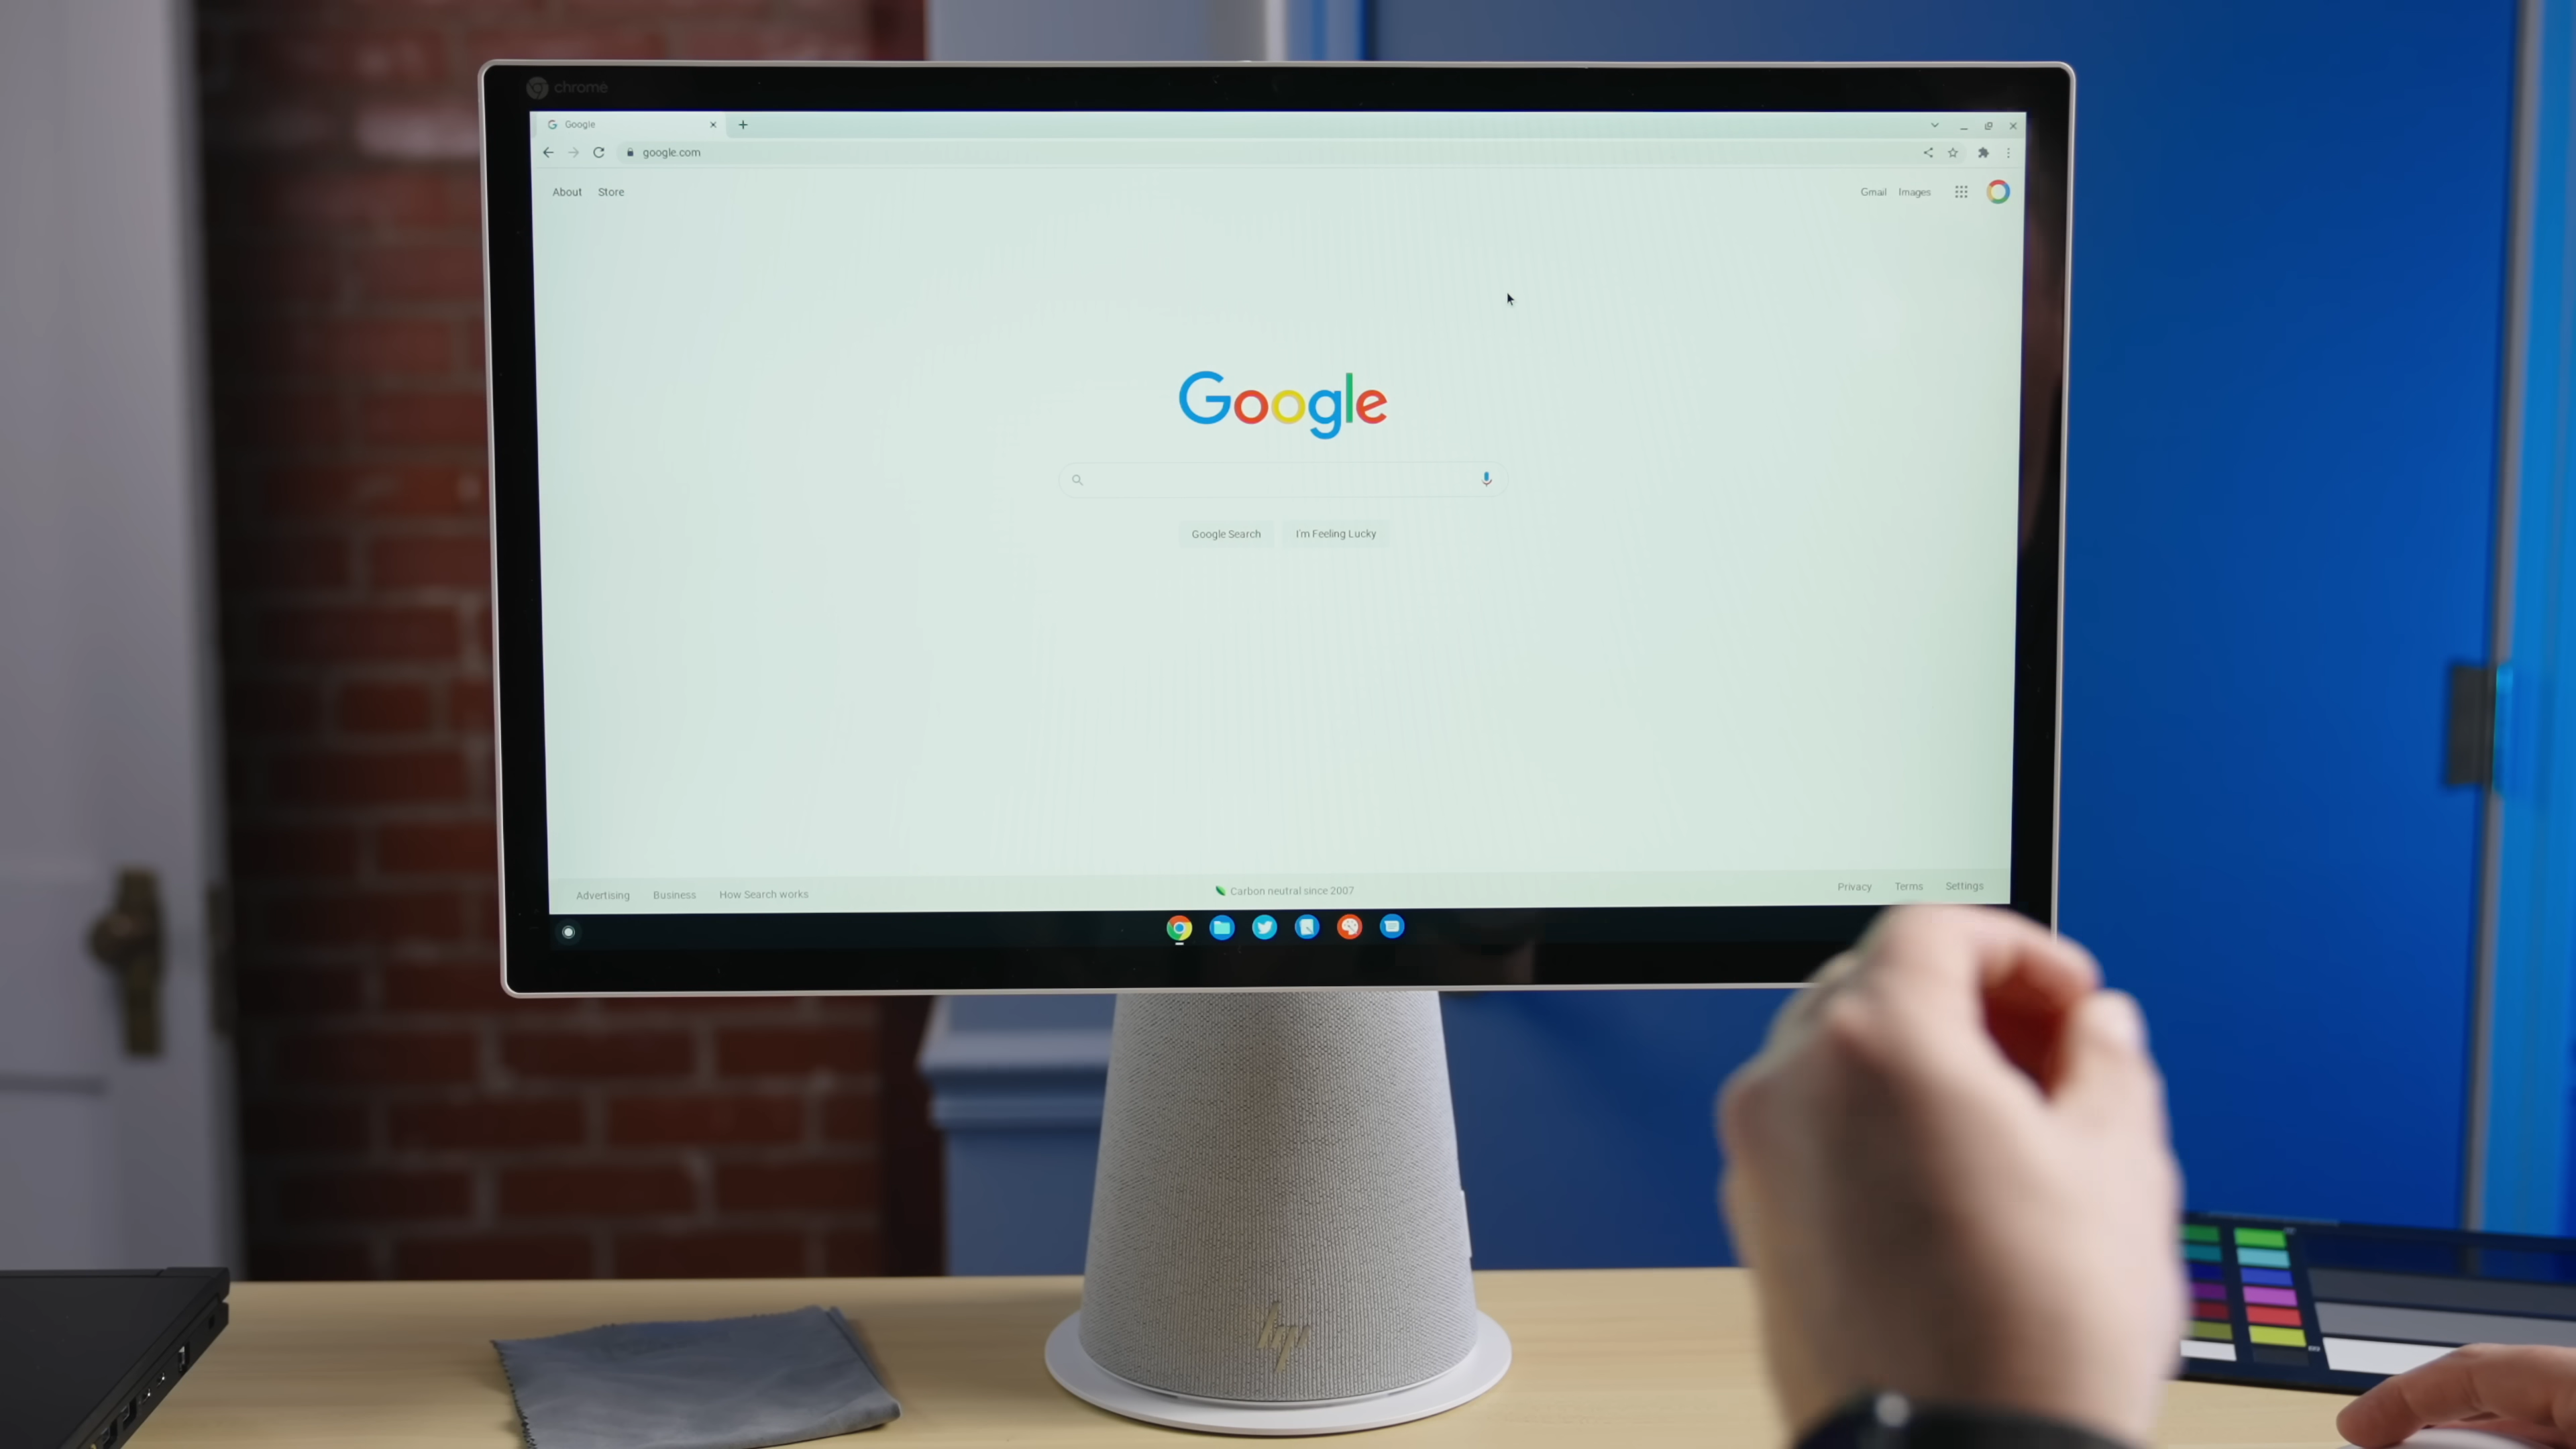 chrome
Google
google.com
About Store
Gmail Images
Google
Google Search I'm Feeling Lucky
Advertising Business How Search works
Carbon neutral since 2007
Privacy Terms Settings
hp